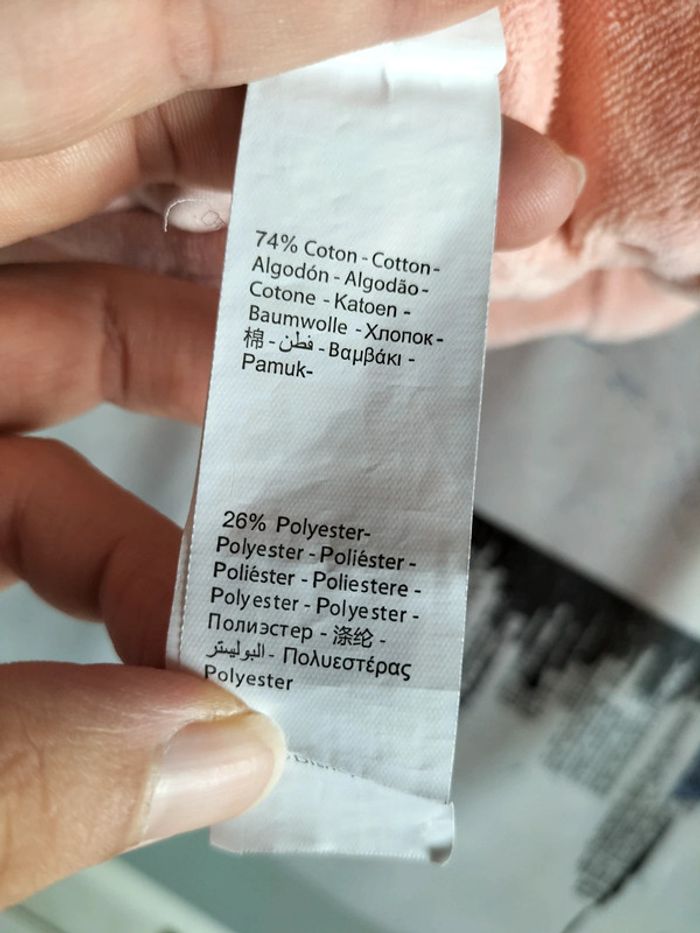 74% Coton - Cotton-
Algodón - Algodão -
Cotone - Katoen -
Baumwolle - Хлопок-
棉 - قطن - Βαμβάκι -
Pamuk-
26% Polyester-
Polyester - Poliéster -
Poliéster - Poliestere -
Polyester - Polyester -
Полиэстер - 涤纶 -
البوليستر - Πολυεστέρας
Polyester